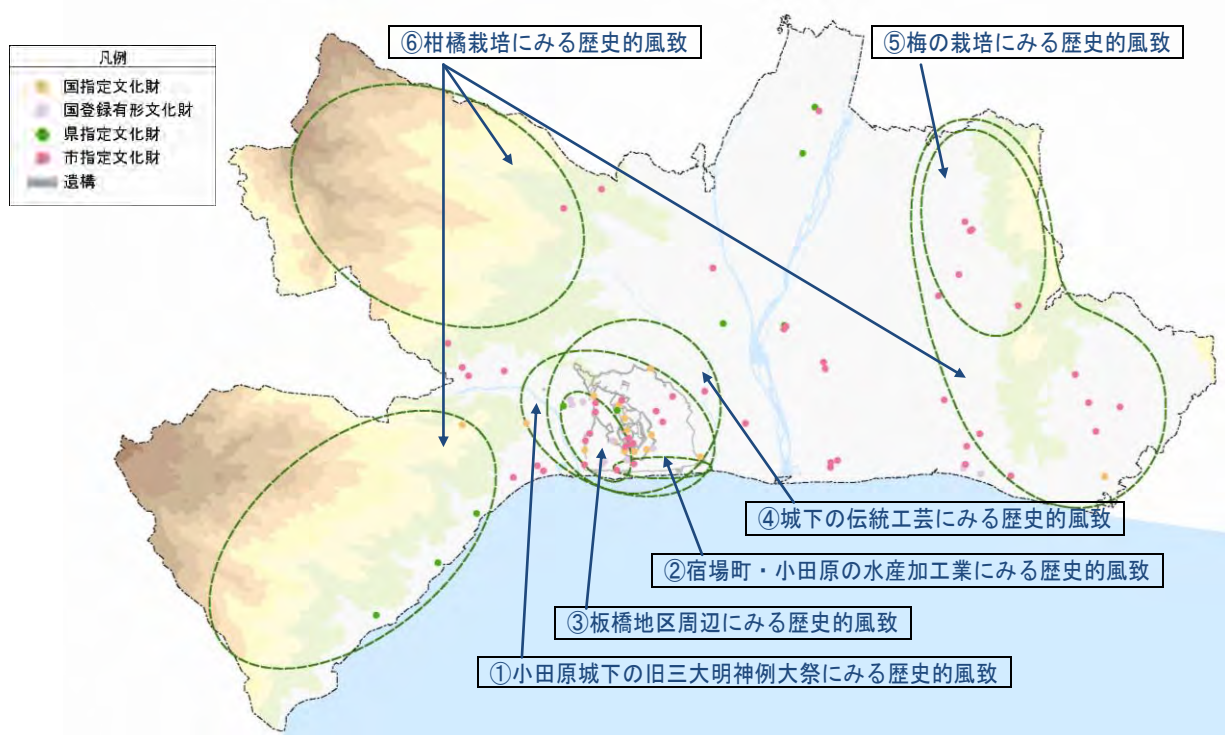 ⑥柑橘栽培にみる歴史的風致
⑤梅の栽培にみる歴史的風致
凡例
国指定文化財
国登録有形文化財
県指定文化財
市指定文化財
遺構
④城下の伝統工芸にみる歴史的風致
②宿場町・小田原の水産加工業にみる歴史的風致
③板橋地区周辺にみる歴史的風致
①小田原城下の旧三大明神例大祭にみる歴史的風致